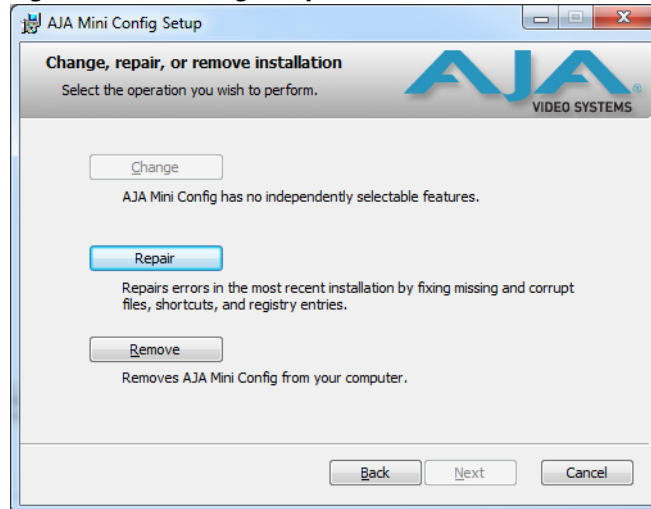 AJA Mini Config Setup
Change, repair, or remove installation
Select the operation you wish to perform.
AJA
VIDEO SYSTEMS
Change
AJA Mini Config has no independently selectable features.
Repair
Repairs errors in the most recent installation by fixing missing and corrupt
files, shortcuts, and registry entries.
Remove
Removes AJA Mini Config from your computer.
Back
Next
Cancel